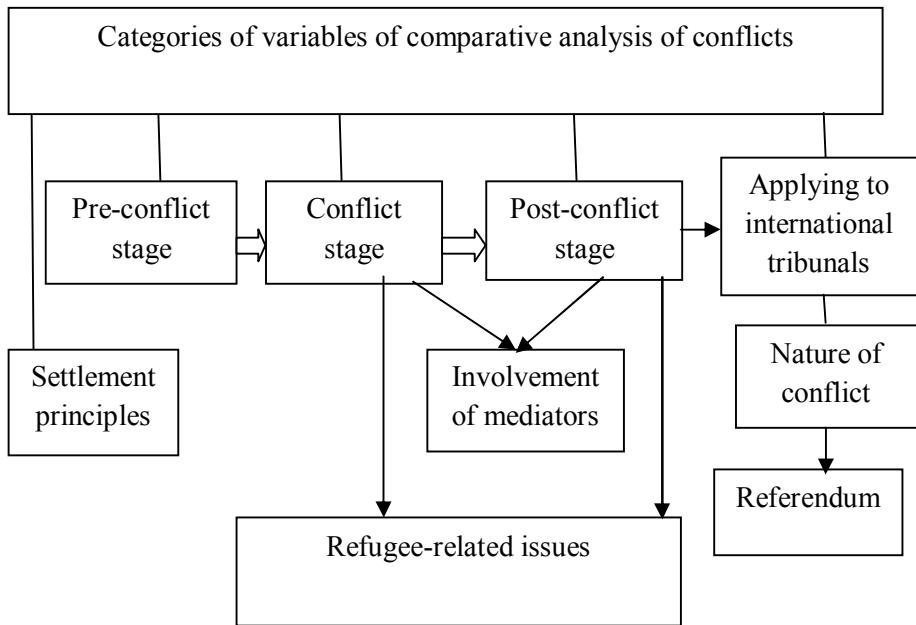 Categories of variables of comparative analysis of conflicts
Pre-conflict
stage
Conflict
stage
Post-conflict
stage
Applying to
international
tribunals
Settlement
principles
Involvement
of mediators
Nature of
conflict
Referendum
Refugee-related issues